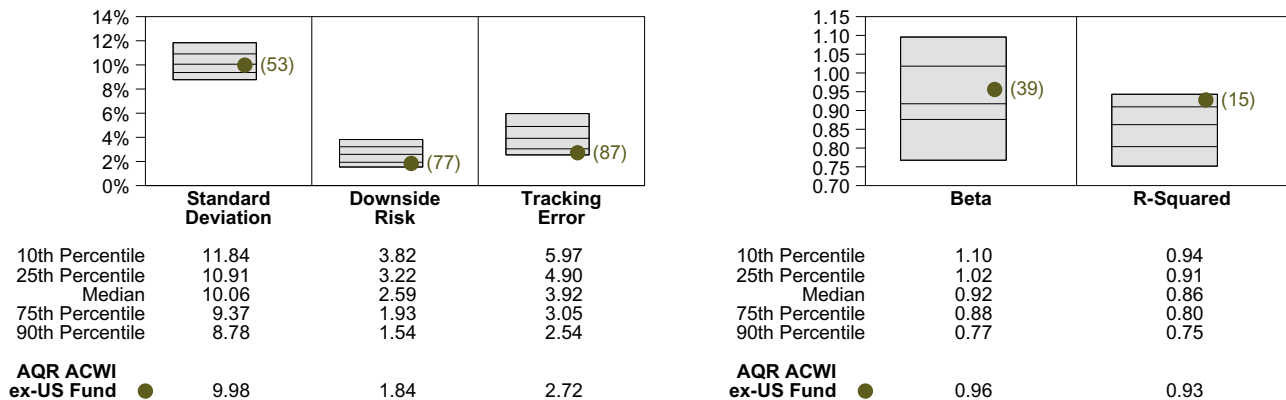 14%
12%
10%
8%
6%
4%
2%
0%
(53)
(77)
(87)
Standard Deviation
Downside Risk
Tracking Error
10th Percentile 11.84 3.82 5.97
25th Percentile 10.91 3.22 4.90
Median 10.06 2.59 3.92
75th Percentile 9.37 1.93 3.05
90th Percentile 8.78 1.54 2.54
AQR ACWI
ex-US Fund 9.98 1.84 2.72
1.15
1.10
1.05
1.00
0.95
0.90
0.85
0.80
0.75
0.70
(39)
(15)
Beta R-Squared
10th Percentile 1.10 0.94
25th Percentile 1.02 0.91
Median 0.92 0.86
75th Percentile 0.88 0.80
90th Percentile 0.77 0.75
AQR ACWI
ex-US Fund 0.96 0.93